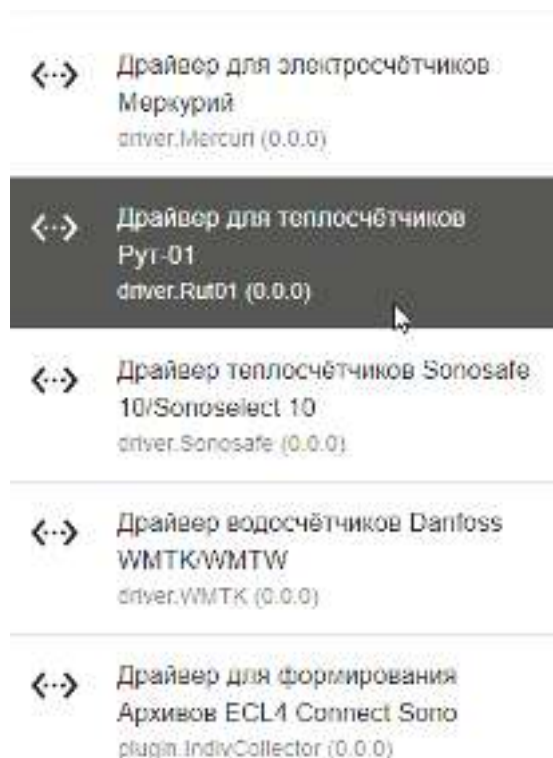 Драйвер для электросчётчиков
Меркурий
driver.Mercuri (0.0.0)
Драйвер для теплосчётчиков
Рут-01
driver.Rut01 (0.0.0)
Драйвер теплосчётчиков Sonosafe
10/Sonoselect 10
driver.Sonosafe (0.0.0)
Драйвер водосчётчиков Danfoss
WMTK/WMTW
driver.WMTK (0.0.0)
Драйвер для формирования
Архивов ECL4 Connect Sono
plugin.IndivCollector (0.0.0)